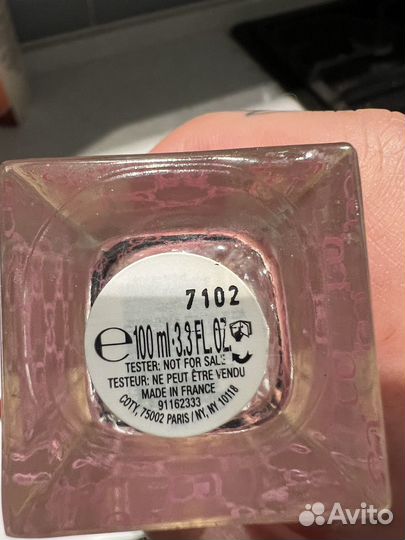 7102
e100 ml·3.3 FL.OZ.
TESTER: NOT FOR SALE
TESTEUR: NE PEUT ÊTRE VENDU
MADE IN FRANCE
91162333
COTY, 75002 PARIS / NY, NY 10118
Avito